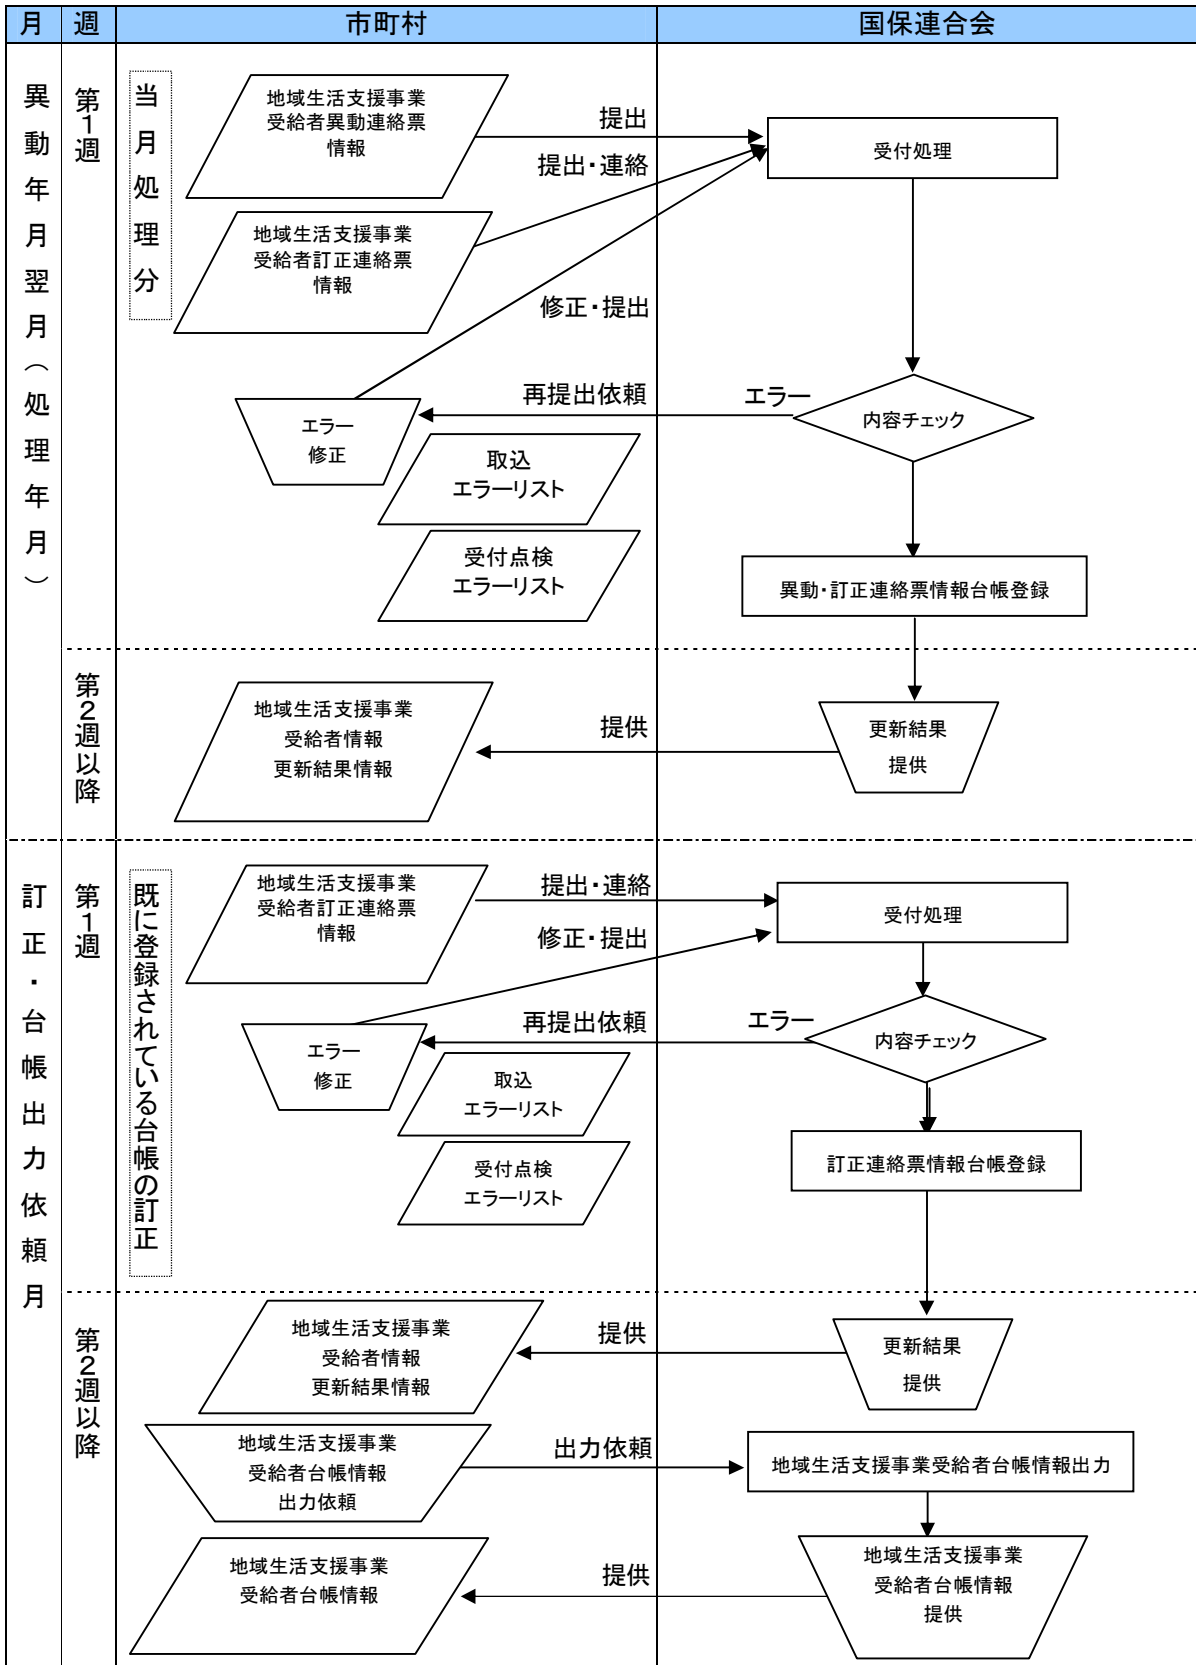 月
週
市町村
国保連合会
異動年月翌月（処理年月）
第1週
当月処理分
地域生活支援事業
受給者異動連絡票
情報
提出
受付処理
提出・連絡
地域生活支援事業
受給者訂正連絡票
情報
修正・提出
再提出依頼
エラー
内容チェック
エラー
修正
取込
エラーリスト
受付点検
エラーリスト
異動・訂正連絡票情報台帳登録
第2週以降
地域生活支援事業
受給者情報
更新結果情報
提供
更新結果
提供
訂正・台帳出力依頼月
第1週
既に登録されている台帳の訂正
地域生活支援事業
受給者訂正連絡票
情報
提出・連絡
受付処理
修正・提出
再提出依頼
エラー
内容チェック
エラー
修正
取込
エラーリスト
受付点検
エラーリスト
訂正連絡票情報台帳登録
第2週以降
地域生活支援事業
受給者情報
更新結果情報
提供
更新結果
提供
地域生活支援事業
受給者台帳情報
出力依頼
出力依頼
地域生活支援事業受給者台帳情報出力
地域生活支援事業
受給者台帳情報
提供
地域生活支援事業
受給者台帳情報
提供